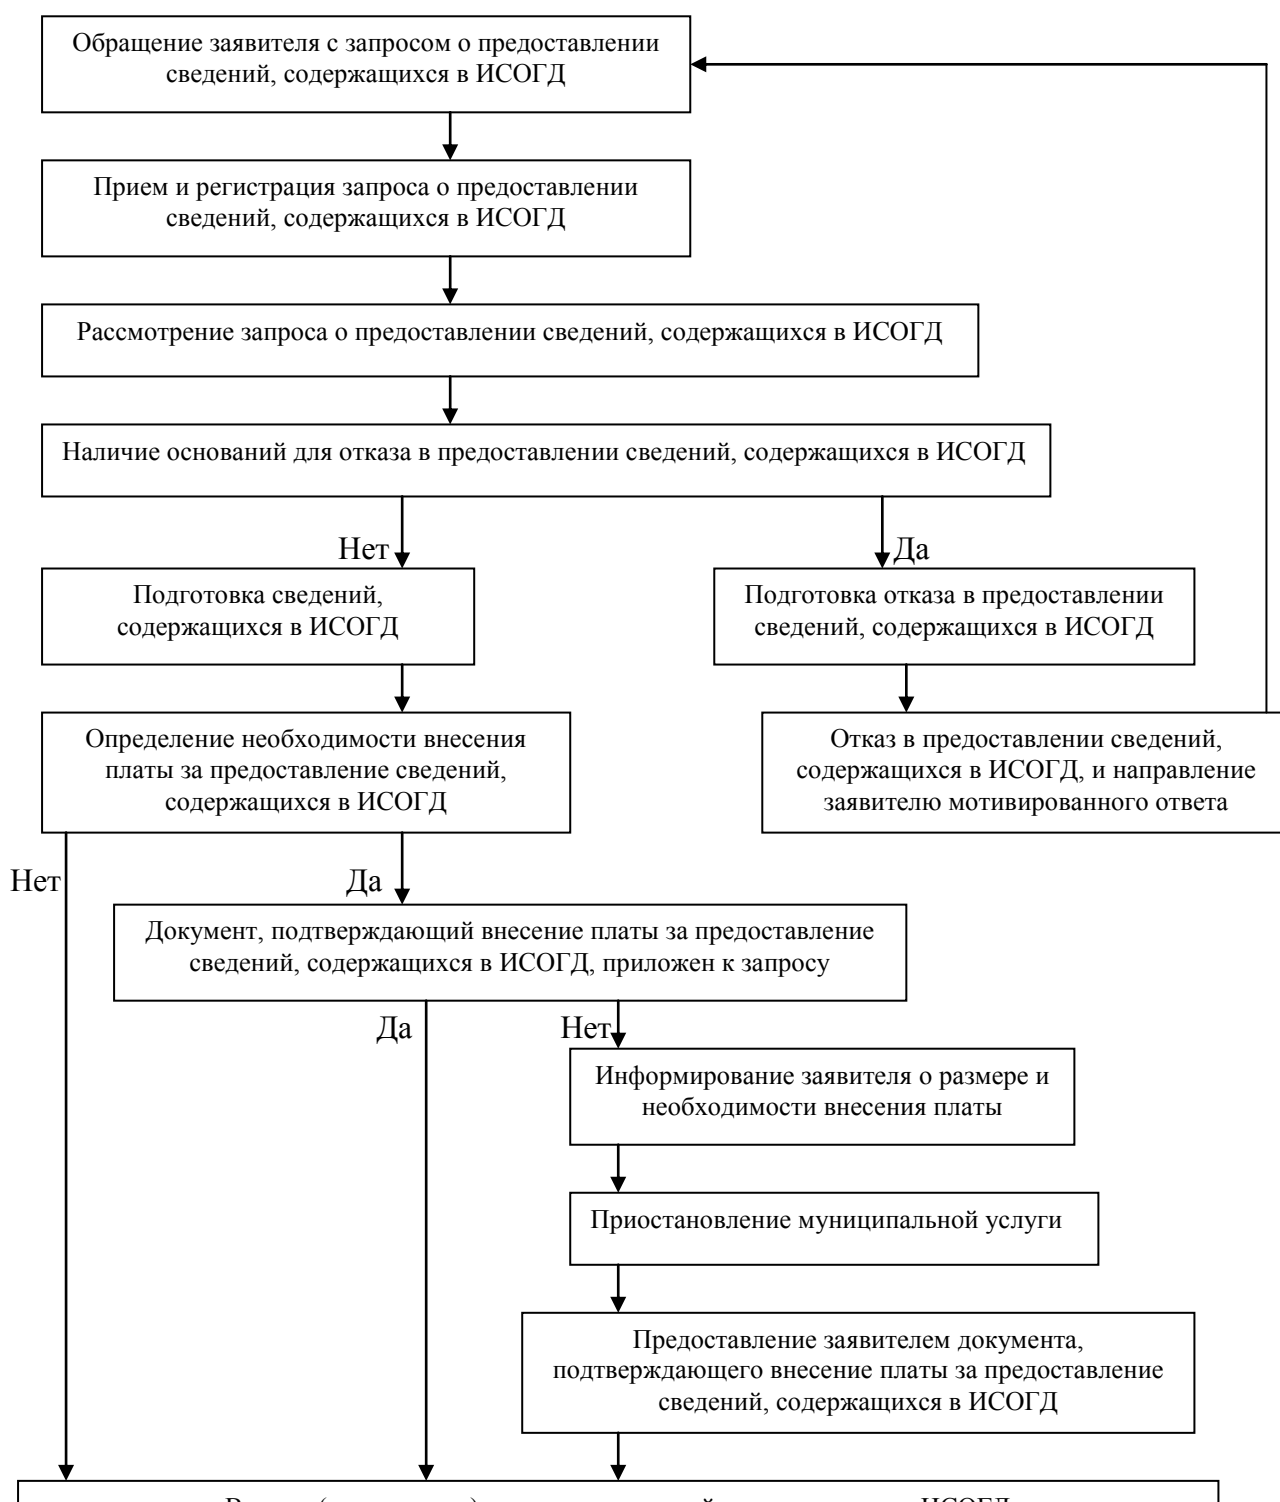 Обращение заявителя с запросом о предоставлении
сведений, содержащихся в ИСОГД
Прием и регистрация запроса о предоставлении
сведений, содержащихся в ИСОГД
Рассмотрение запроса о предоставлении сведений, содержащихся в ИСОГД
Наличие оснований для отказа в предоставлении сведений, содержащихся в ИСОГД
Нет
Да
Подготовка сведений,
содержащихся в ИСОГД
Подготовка отказа в предоставлении
сведений, содержащихся в ИСОГД
Определение необходимости внесения
платы за предоставление сведений,
содержащихся в ИСОГД
Отказ в предоставлении сведений,
содержащихся в ИСОГД, и направление
заявителю мотивированного ответа
Нет
Да
Документ, подтверждающий внесение платы за предоставление
сведений, содержащихся в ИСОГД, приложен к запросу
Да
Нет
Информирование заявителя о размере и
необходимости внесения платы
Приостановление муниципальной услуги
Предоставление заявителем документа,
подтверждающего внесение платы за предоставление
сведений, содержащихся в ИСОГД
ИСОГД